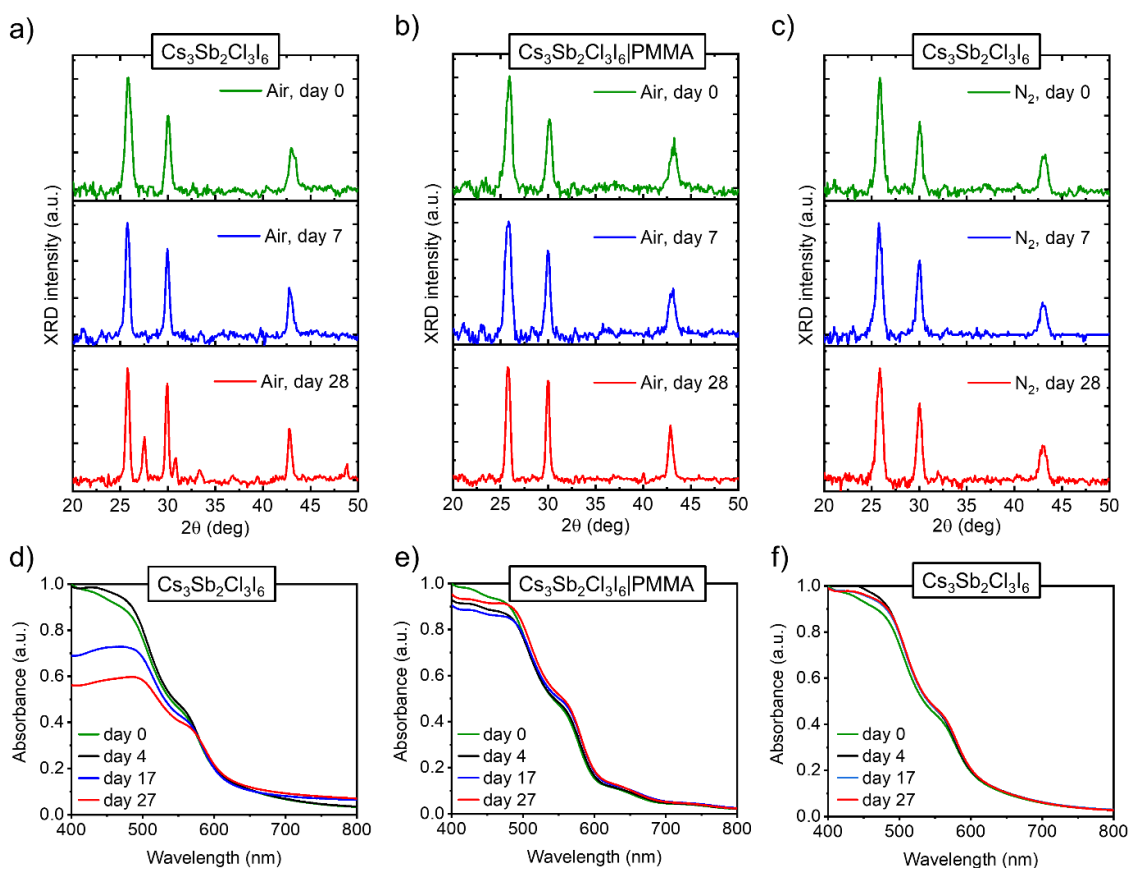 a)
Cs₃Sb₂Cl₃I₆
Air, day 0
Air, day 7
Air, day 28
XRD intensity (a.u.)
20 25 30 35 40 45 50
2θ (deg)
b)
Cs₃Sb₂Cl₃I₆|PMMA
Air, day 0
Air, day 7
Air, day 28
XRD intensity (a.u.)
20 25 30 35 40 45 50
2θ (deg)
c)
Cs₃Sb₂Cl₃I₆
N₂, day 0
N₂, day 7
N₂, day 28
XRD intensity (a.u.)
20 25 30 35 40 45 50
2θ (deg)
d)
Cs₃Sb₂Cl₃I₆
1.0
0.8
0.6
0.4
0.2
0.0
Absorbance (a.u.)
day 0
day 4
day 17
day 27
400 500 600 700 800
Wavelength (nm)
e)
Cs₃Sb₂Cl₃I₆|PMMA
1.0
0.8
0.6
0.4
0.2
0.0
Absorbance (a.u.)
day 0
day 4
day 17
day 27
400 500 600 700 800
Wavelength (nm)
f)
Cs₃Sb₂Cl₃I₆
1.0
0.8
0.6
0.4
0.2
0.0
Absorbance (a.u.)
day 0
day 4
day 17
day 27
400 500 600 700 800
Wavelength (nm)